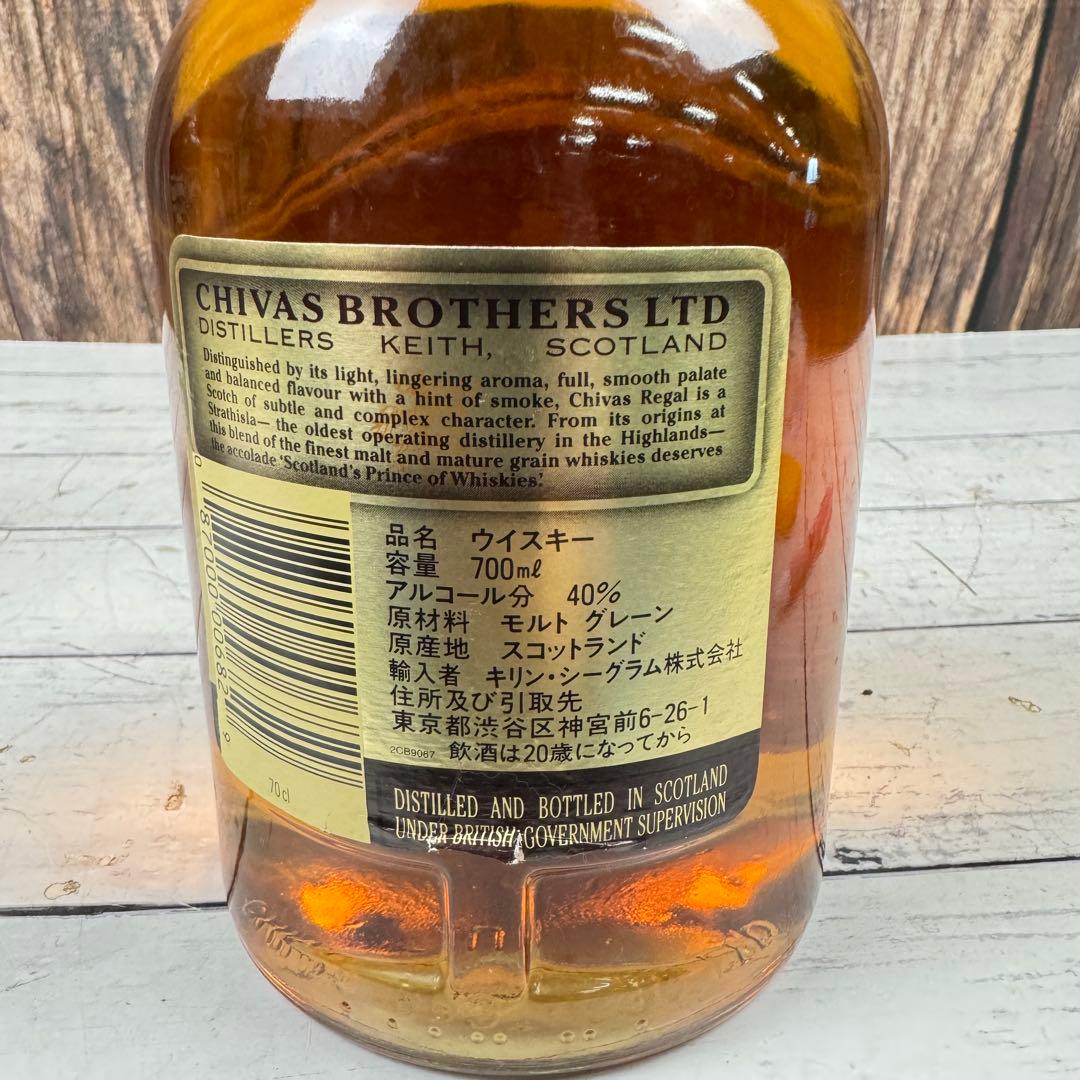 CHIVAS BROTHERS LTD
DISTILLERS KEITH, SCOTLAND
Distinguished by its light, lingering aroma, full, smooth palate
and balanced flavour with a hint of smoke, Chivas Regal is a
Scotch of subtle and complex character. From its origins at
Strathisla— the oldest operating distillery in the Highlands—
this blend of the finest malt and mature grain whiskies deserves
the accolade 'Scotland's Prince of Whiskies'.
0 87000 00682 9
70cl
品名 ウイスキー
容量 700ml
アルコール分 40%
原材料 モルト グレーン
原産地 スコットランド
輸入者 キリン・シーグラム株式会社
住所及び引取先
東京都渋谷区神宮前6-26-1
2CB9087 飲酒は20歳になってから
DISTILLED AND BOTTLED IN SCOTLAND
UNDER BRITISH GOVERNMENT SUPERVISION